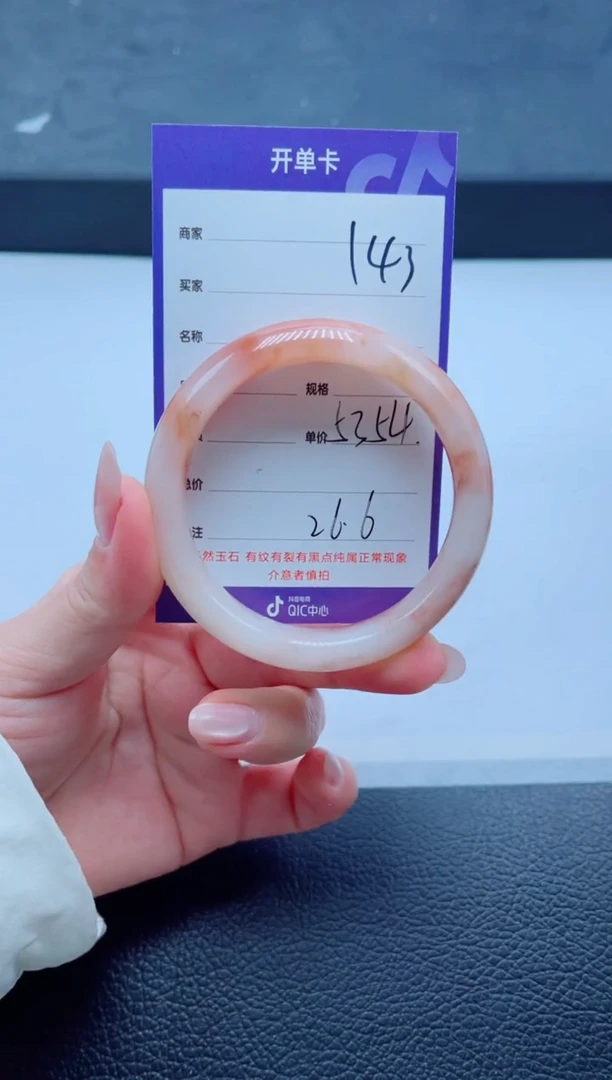 开单卡
商家
143
买家
名称
规格
单价 53,54.
总价
注
26.6
然玉石 有纹有裂有黑点纯属正常现象
介意者慎拍
抖音电商
QIC中心